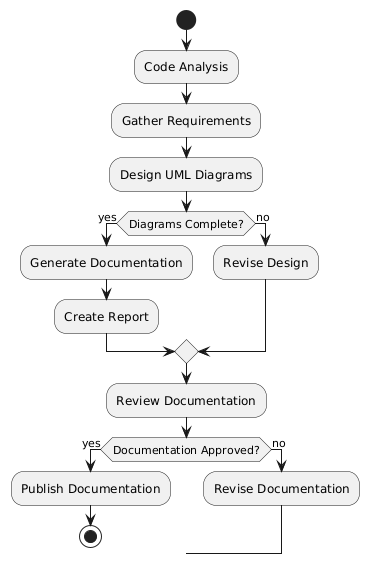 Code Analysis
Gather Requirements
Design UML Diagrams
yes
Diagrams Complete?
no
Generate Documentation
Revise Design
Create Report
Review Documentation
yes
Documentation Approved?
no
Publish Documentation
Revise Documentation